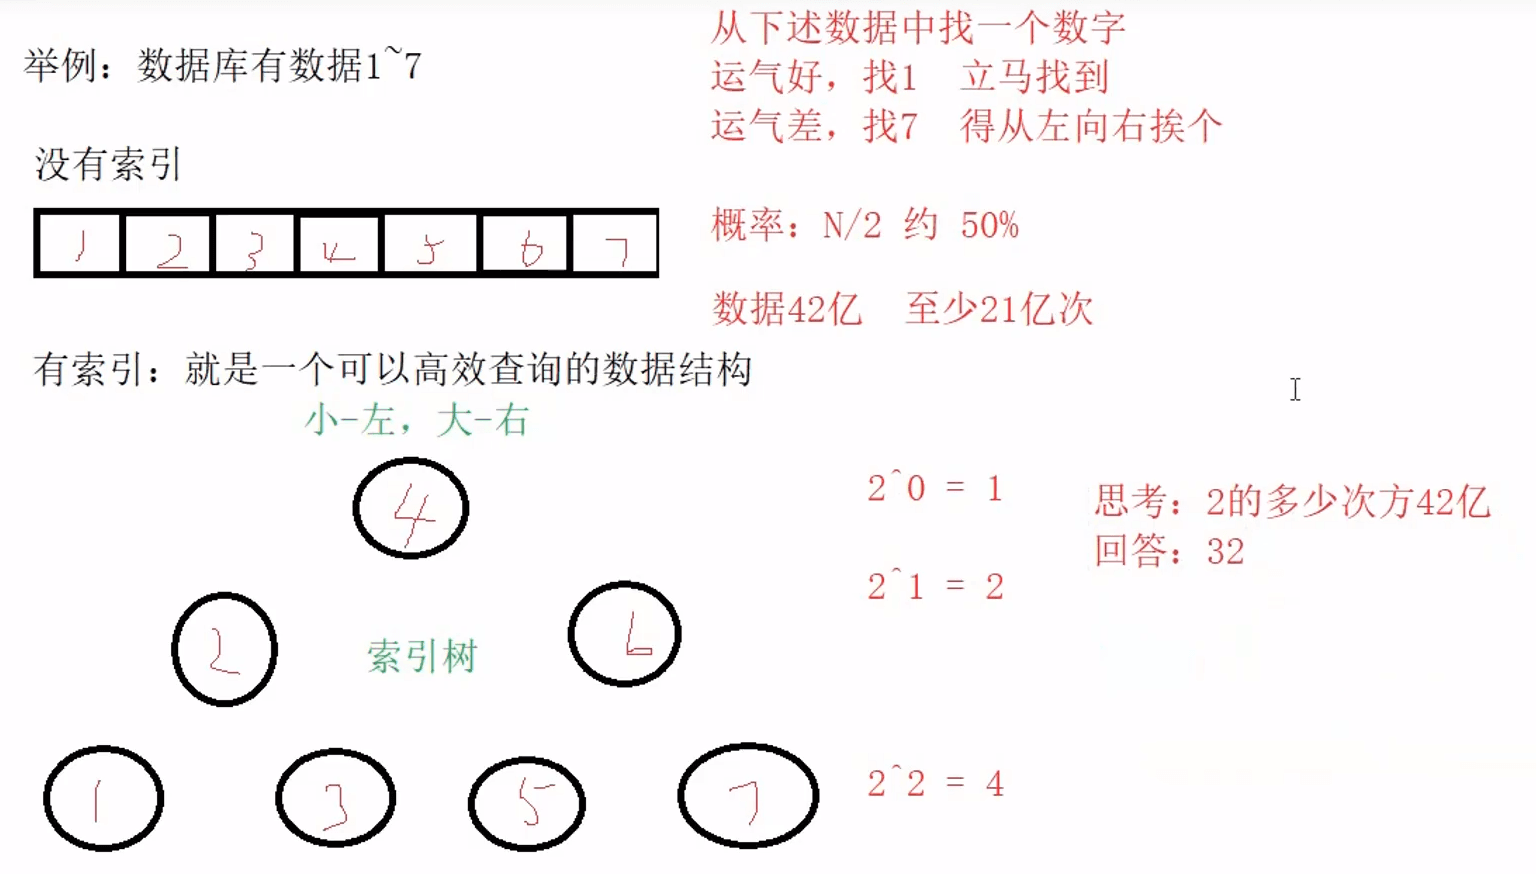 举例：数据库有数据1~7
从下述数据中找一个数字
运气好，找1 立马找到
运气差，找7 得从左向右挨个
没有索引
1 2 3 4 5 6 7
概率：N/2 约 50%
数据42亿 至少21亿次
有索引：就是一个可以高效查询的数据结构
小-左，大-右
4
2^0 = 1
思考：2的多少次方42亿
回答：32
2 6
索引树
2^1 = 2
1 3 5 7
2^2 = 4